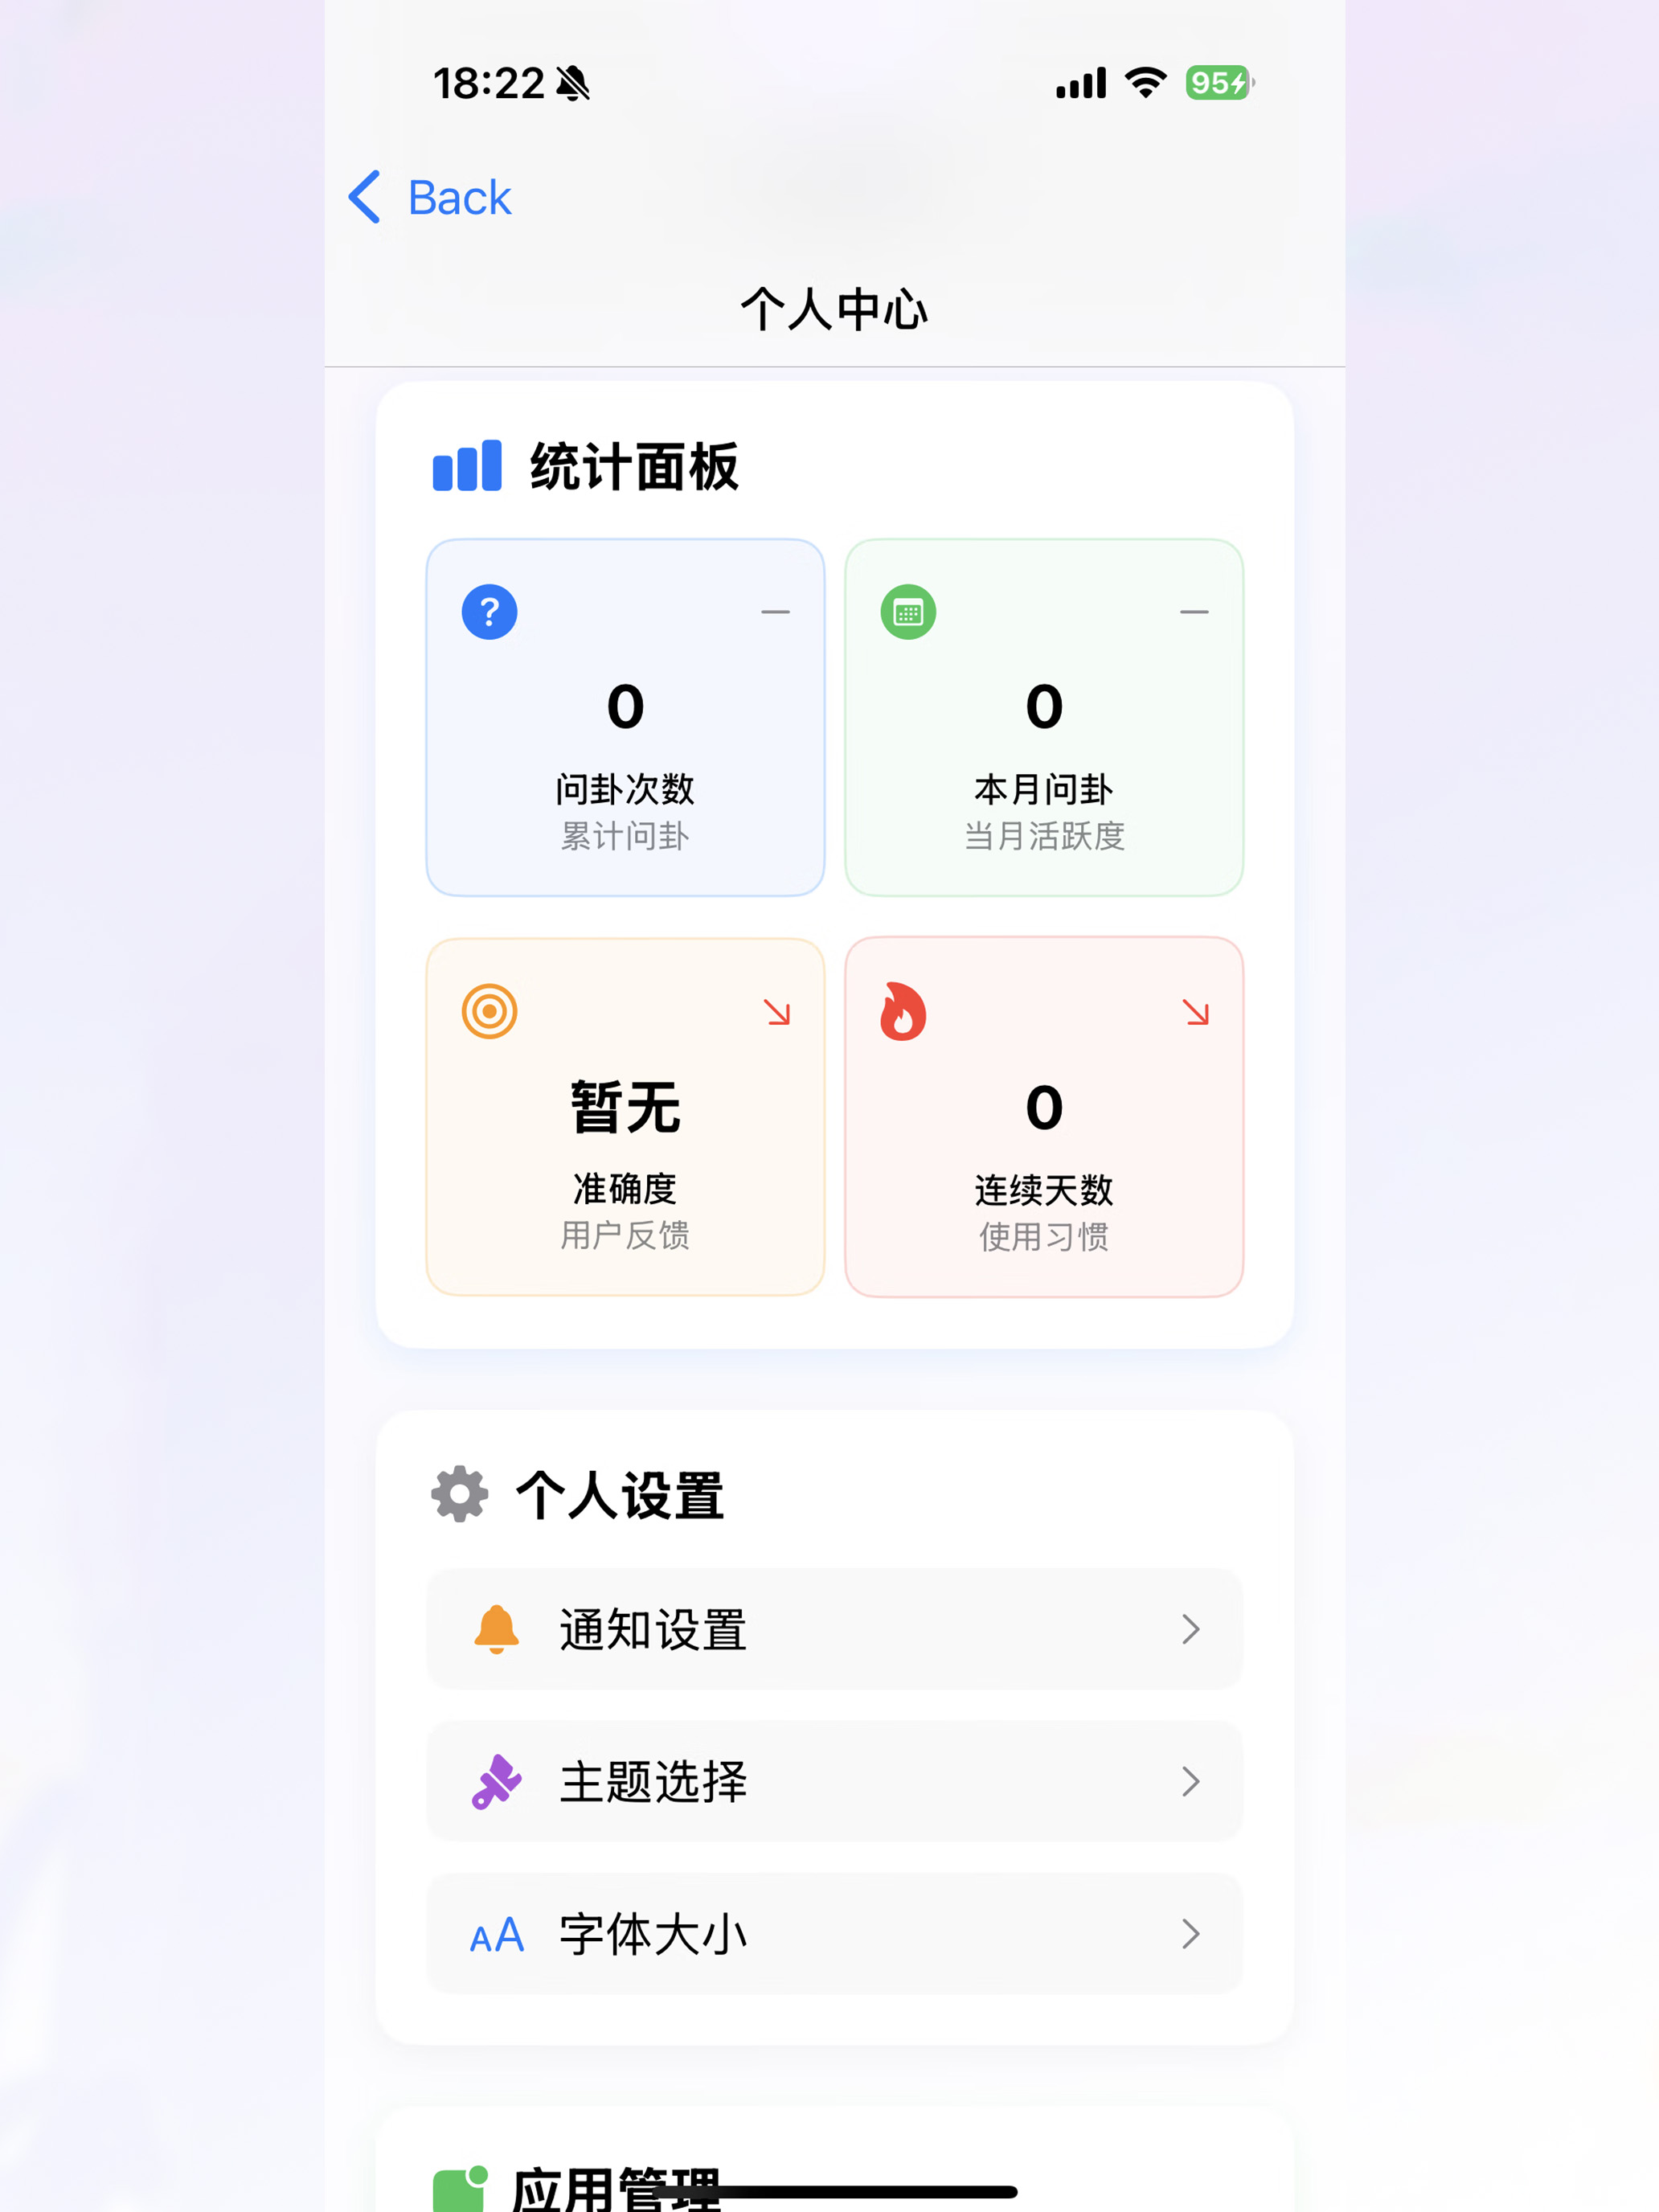 18:22
95
Back
个人中心
统计面板
0
问卦次数
累计问卦
0
本月问卦
当月活跃度
暂无
准确度
用户反馈
0
连续天数
使用习惯
个人设置
通知设置
主题选择
AA 字体大小
应用管理